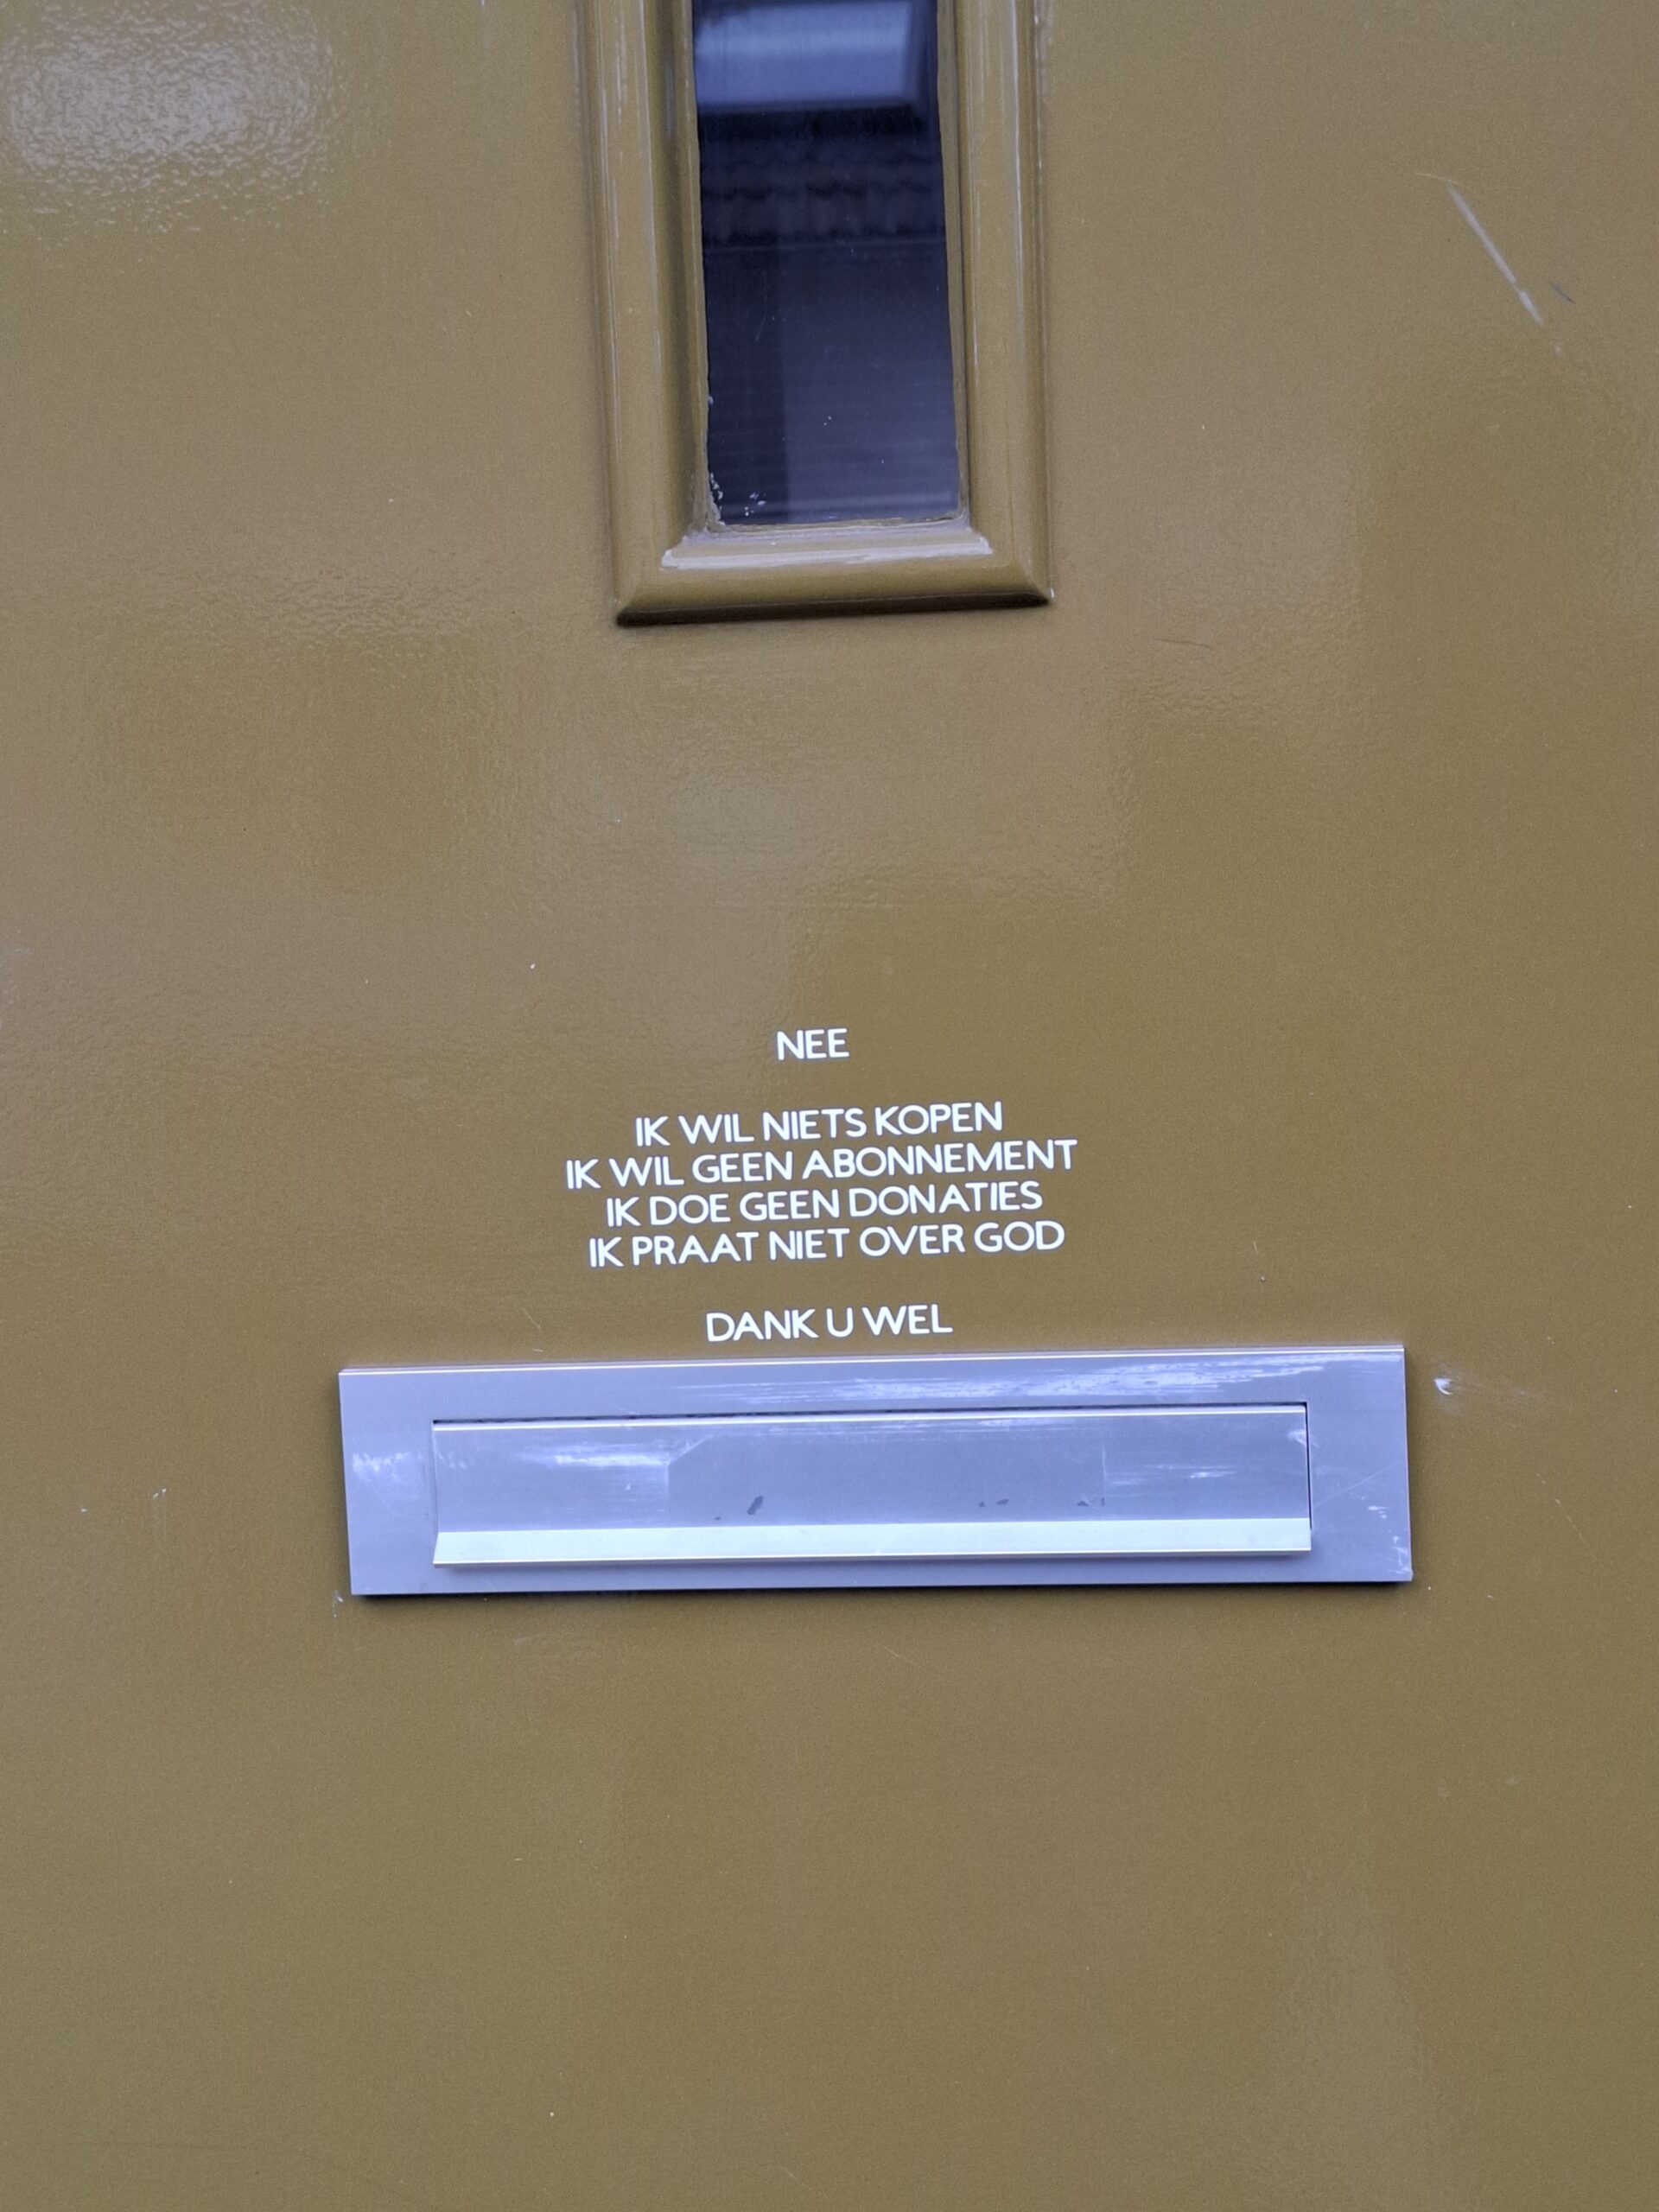 NEE
IK WIL NIETS KOPEN
IK WIL GEEN ABONNEMENT
IK DOE GEEN DONATIES
IK PRAAT NIET OVER GOD
DANK U WEL